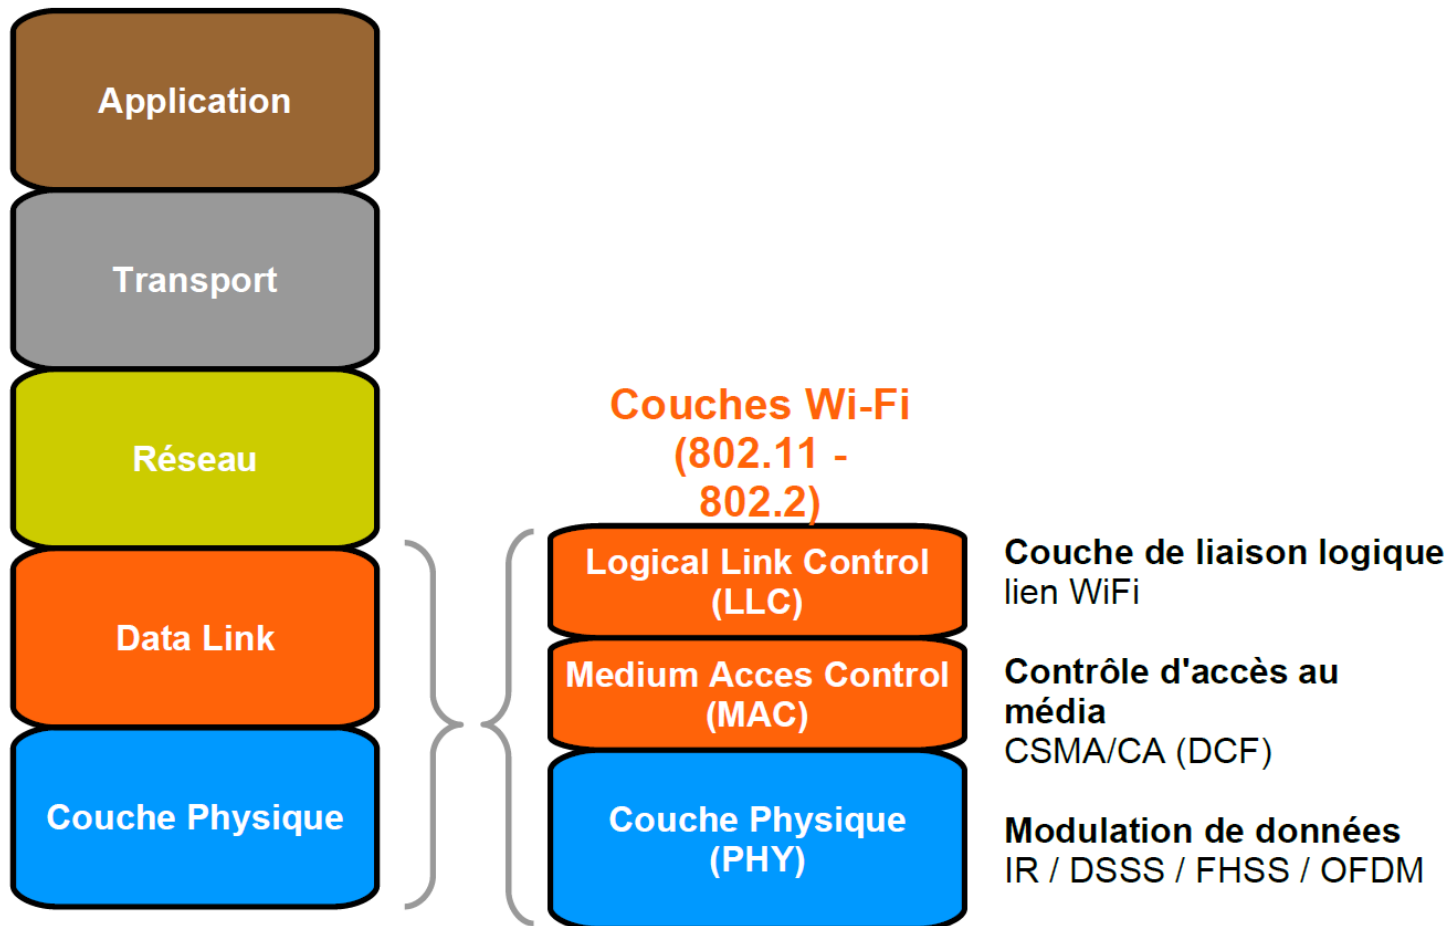 Application
Transport
Réseau
Data Link
Couche Physique
Couches Wi-Fi
(802.11 -
802.2)
Logical Link Control
(LLC)
Medium Acces Control
(MAC)
Couche Physique
(PHY)
Couche de liaison logique
lien WiFi
Contrôle d'accès au
média
CSMA/CA (DCF)
Modulation de données
IR / DSSS / FHSS / OFDM